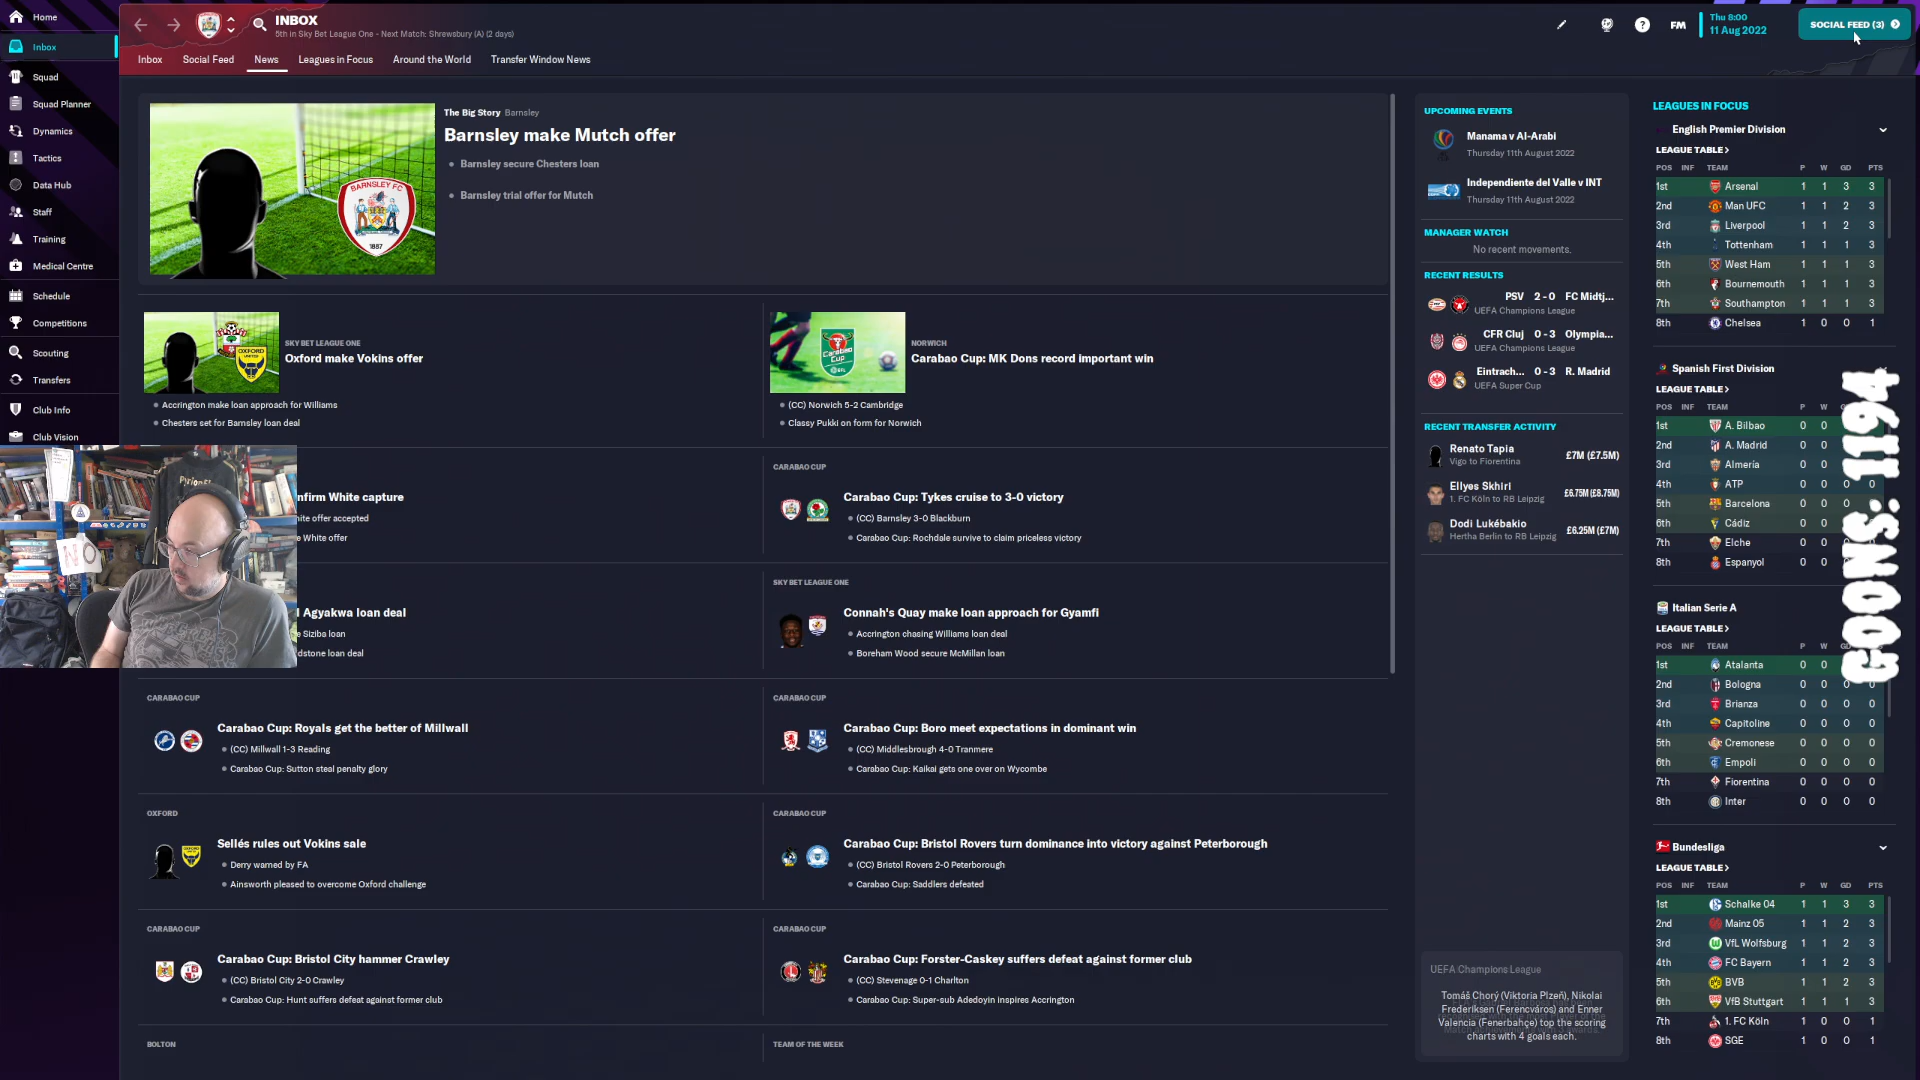 Home
Inbox
Squad
Squad Planner
Dynamics
Tactics
Data Hub
Staff
Training
Medical Centre
Schedule
Competitions
Scouting
Transfers
Club Info
Club Vision
INBOX
5th in Sky Bet League One - Next Match: Shrewsbury (A) (2 days)
FM
Thu 8:00
11 Aug 2022
SOCIAL FEED (3)
Inbox
Social Feed
News
Leagues in Focus
Around the World
Transfer Window News
BARNSLEY FC
1887
The Big Story Barnsley
Barnsley make Mutch offer
Barnsley secure Chesters loan
Barnsley trial offer for Mutch
SKY BET LEAGUE ONE
Oxford make Vokins offer
Accrington make loan approach for Williams
Chesters set for Barnsley loan deal
NORWICH
Carabao Cup: MK Dons record important win
(CC) Norwich 5-2 Cambridge
Classy Pukki on form for Norwich
nfirm White capture
hite offer accepted
e White offer
CARABAO CUP
Carabao Cup: Tykes cruise to 3-0 victory
(CC) Barnsley 3-0 Blackburn
Carabao Cup: Rochdale survive to claim priceless victory
l Agyakwa loan deal
e Siziba loan
dstone loan deal
SKY BET LEAGUE ONE
Connah's Quay make loan approach for Gyamfi
Accrington chasing Williams loan deal
Boreham Wood secure McMillan loan
CARABAO CUP
Carabao Cup: Royals get the better of Millwall
(CC) Millwall 1-3 Reading
Carabao Cup: Sutton steal penalty glory
CARABAO CUP
Carabao Cup: Boro meet expectations in dominant win
(CC) Middlesbrough 4-0 Tranmere
Carabao Cup: Kaikai gets one over on Wycombe
OXFORD
Sellés rules out Vokins sale
Derry warned by FA
Ainsworth pleased to overcome Oxford challenge
CARABAO CUP
Carabao Cup: Bristol Rovers turn dominance into victory against Peterborough
(CC) Bristol Rovers 2-0 Peterborough
Carabao Cup: Saddlers defeated
CARABAO CUP
Carabao Cup: Bristol City hammer Crawley
(CC) Bristol City 2-0 Crawley
Carabao Cup: Hunt suffers defeat against former club
CARABAO CUP
Carabao Cup: Forster-Caskey suffers defeat against former club
(CC) Stevenage 0-1 Charlton
Carabao Cup: Super-sub Adedoyin inspires Accrington
BOLTON
TEAM OF THE WEEK
UPCOMING EVENTS
Manama v Al-Arabi
Thursday 11th August 2022
Independiente del Valle v INT
Thursday 11th August 2022
MANAGER WATCH
No recent movements.
RECENT RESULTS
PSV 2 - 0 FC Midtj...
UEFA Champions League
CFR Cluj 0 - 3 Olympia...
UEFA Champions League
Eintrach... 0 - 3 R. Madrid
UEFA Super Cup
RECENT TRANSFER ACTIVITY
Renato Tapia
Vigo to Fiorentina
£7M (£7.5M)
Ellyes Skhiri
1. FC Köln to RB Leipzig
£6.75M (£8.75M)
Dodi Lukébakio
Hertha Berlin to RB Leipzig
£6.25M (£7M)
UEFA Champions League
Tomáš Chorý (Viktoria Plzeň), Nikolai
Frederiksen (Ferencváros) and Enner
Valencia (Fenerbahçe) top the scoring
charts with 4 goals each.
LEAGUES IN FOCUS
English Premier Division
LEAGUE TABLE >
POS INF TEAM P W GD PTS
1st Arsenal 1 1 3 3
2nd Man UFC 1 1 2 3
3rd Liverpool 1 1 2 3
4th Tottenham 1 1 1 3
5th West Ham 1 1 1 3
6th Bournemouth 1 1 1 3
7th Southampton 1 1 1 3
8th Chelsea 1 0 0 1
Spanish First Division
LEAGUE TABLE >
POS INF TEAM P W
1st A. Bilbao 0 0
2nd A. Madrid 0 0
3rd Almería 0 0
4th ATP 0 0
5th Barcelona 0 0
6th Cádiz 0 0
7th Elche 0 0
8th Espanyol 0 0
Italian Serie A
LEAGUE TABLE >
POS INF TEAM P W
1st Atalanta 0 0
2nd Bologna 0 0 0 0
3rd Brianza 0 0 0 0
4th Capitoline 0 0 0 0
5th Cremonese 0 0 0 0
6th Empoli 0 0 0 0
7th Fiorentina 0 0 0 0
8th Inter 0 0 0 0
Bundesliga
LEAGUE TABLE >
POS INF TEAM P W GD PTS
1st Schalke 04 1 1 3 3
2nd Mainz 05 1 1 2 3
3rd VfL Wolfsburg 1 1 2 3
4th FC Bayern 1 1 2 3
5th BVB 1 1 2 3
6th VfB Stuttgart 1 1 1 3
7th 1. FC Köln 1 0 0 1
8th SGE 1 0 0 1
GOONS: 1194
NO